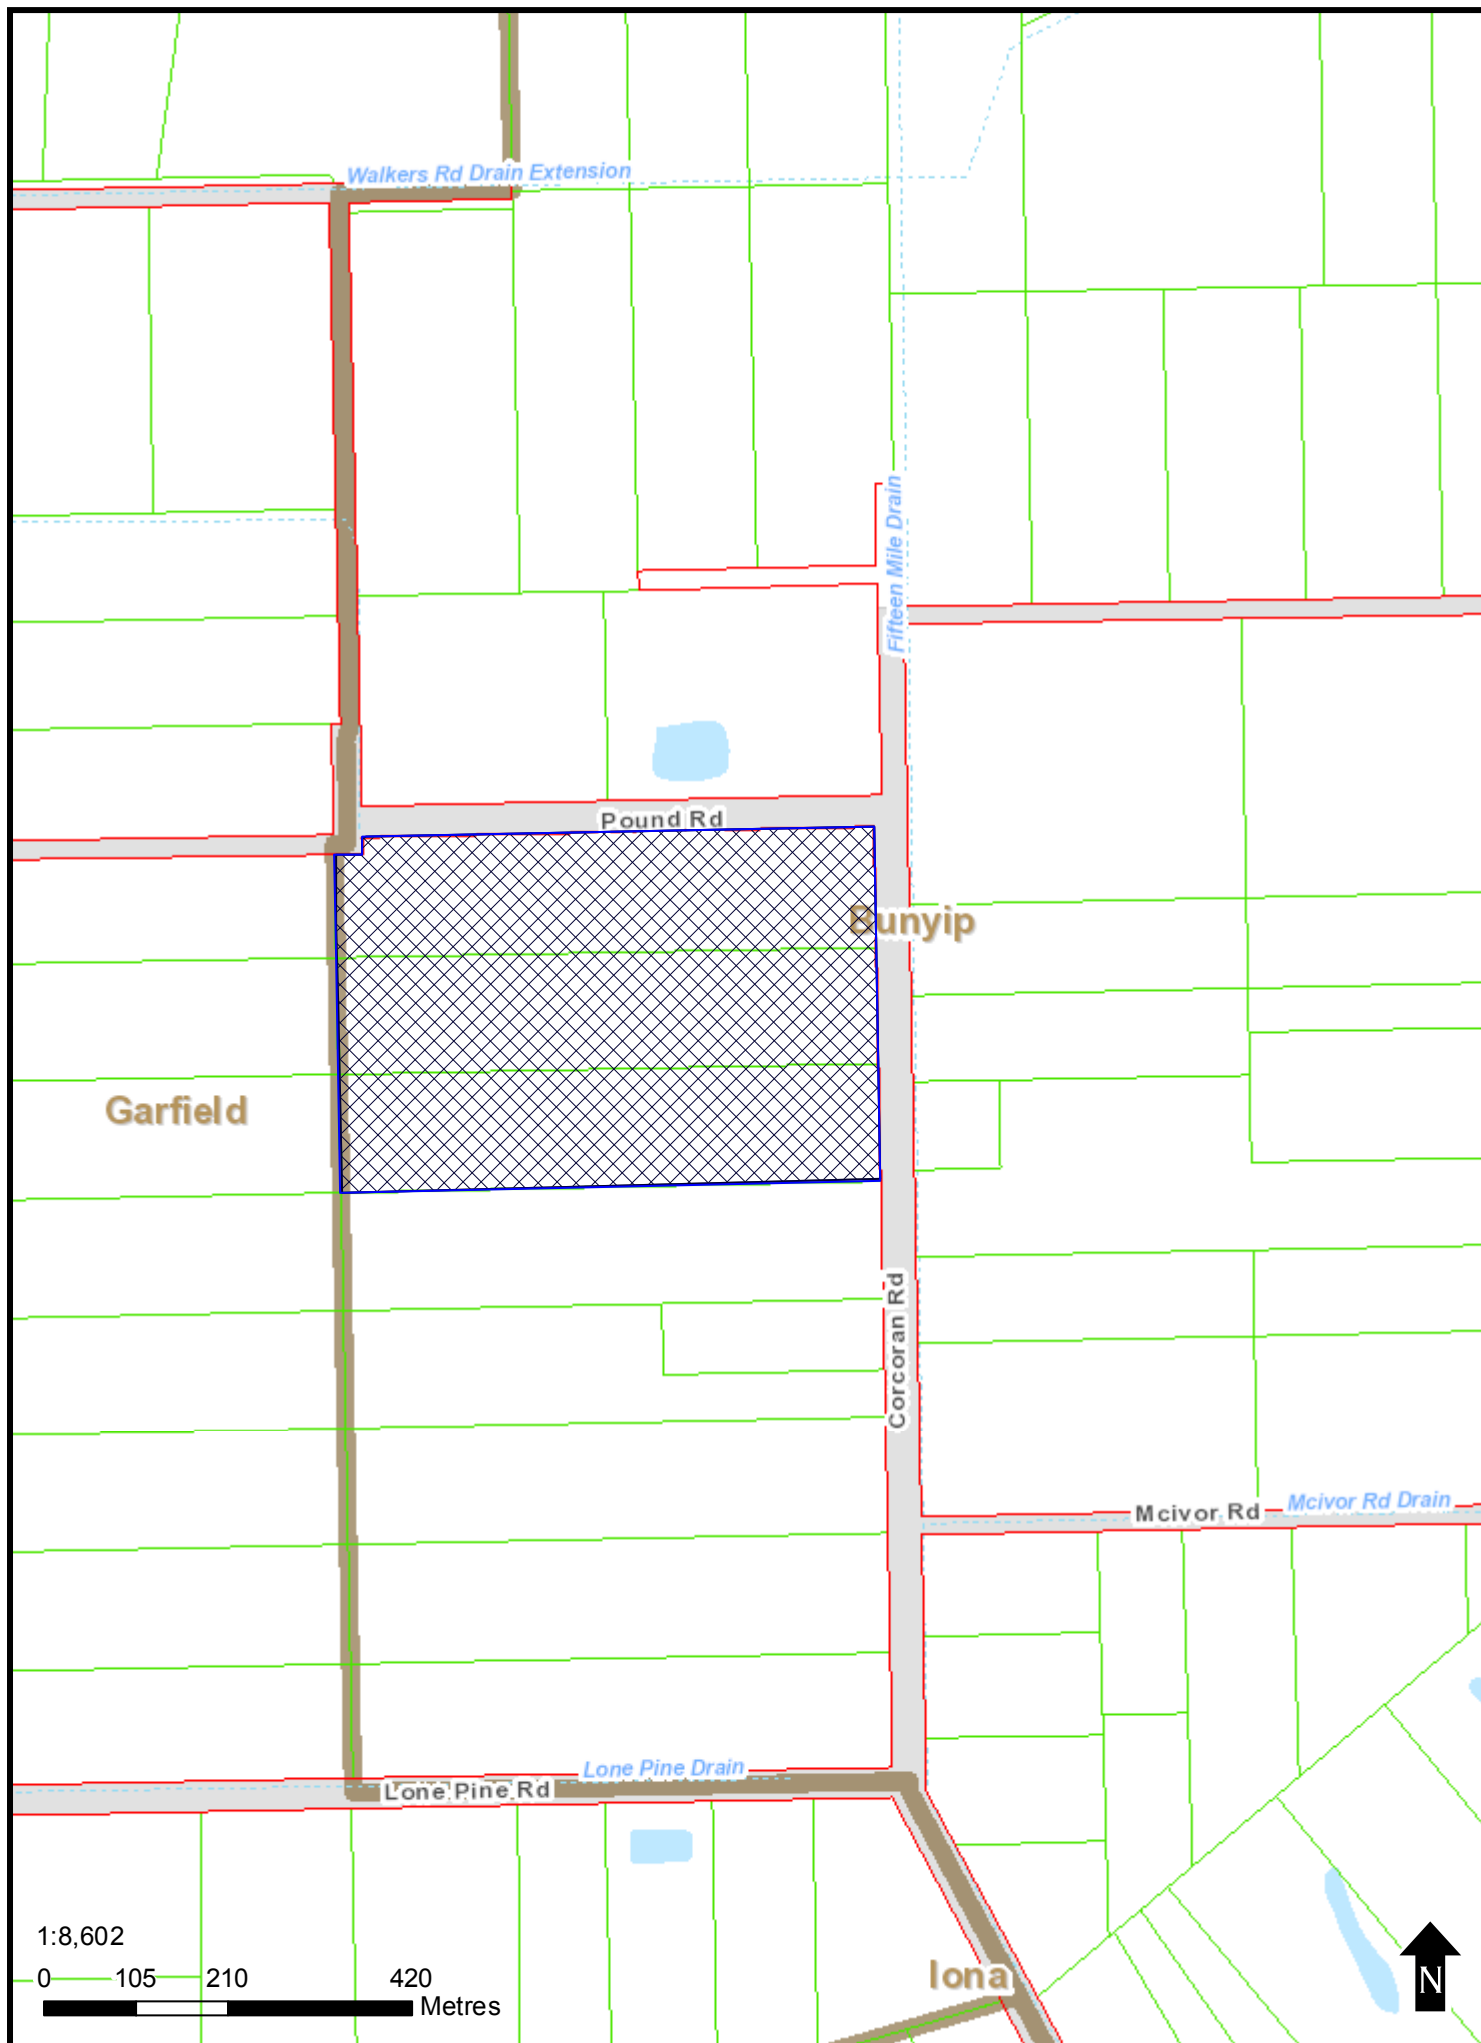 Walkers Rd Drain Extension
Fifteen Mile Drain
Pound Rd
Bunyip
Garfield
Corcoran Rd
Mcivor Rd
Mcivor Rd Drain
Lone Pine Drain
Lone Pine Rd
Iona
1:8,602
0 105 210 420
Metres
N